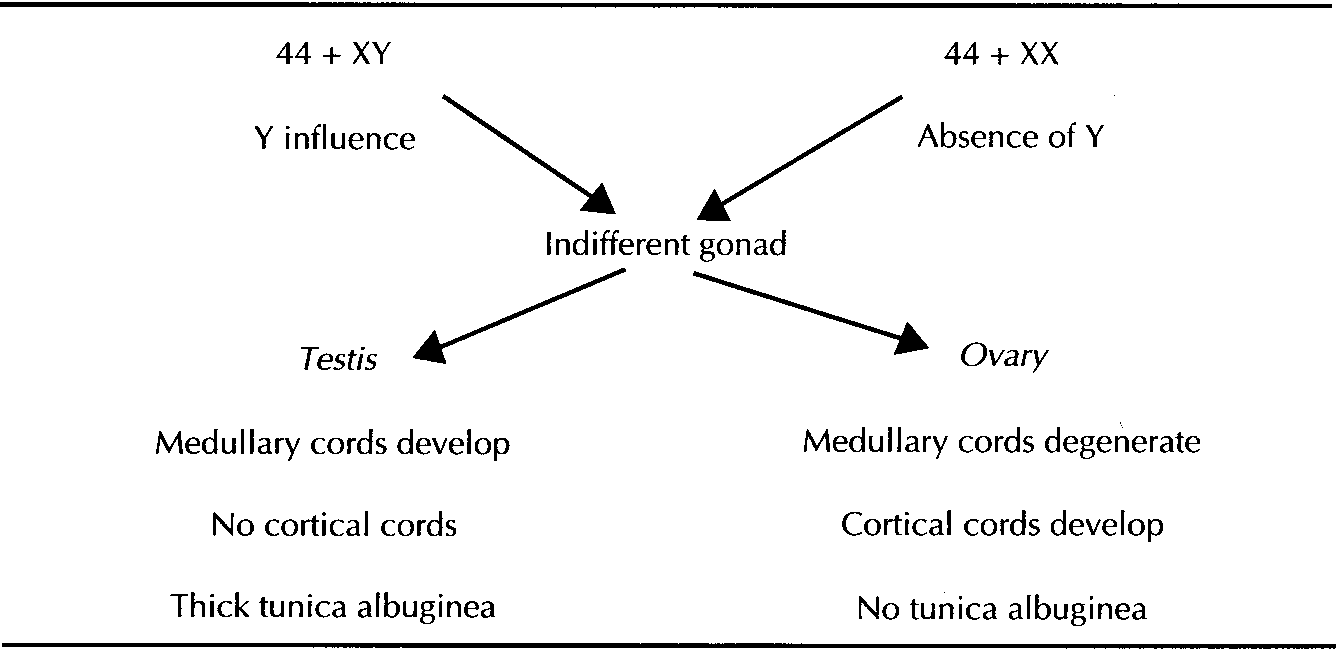 44 + XY
44 + XX
Y influence
Absence of Y
Indifferent gonad
Testis
Ovary
Medullary cords develop
Medullary cords degenerate
No cortical cords
Cortical cords develop
Thick tunica albuginea
No tunica albuginea